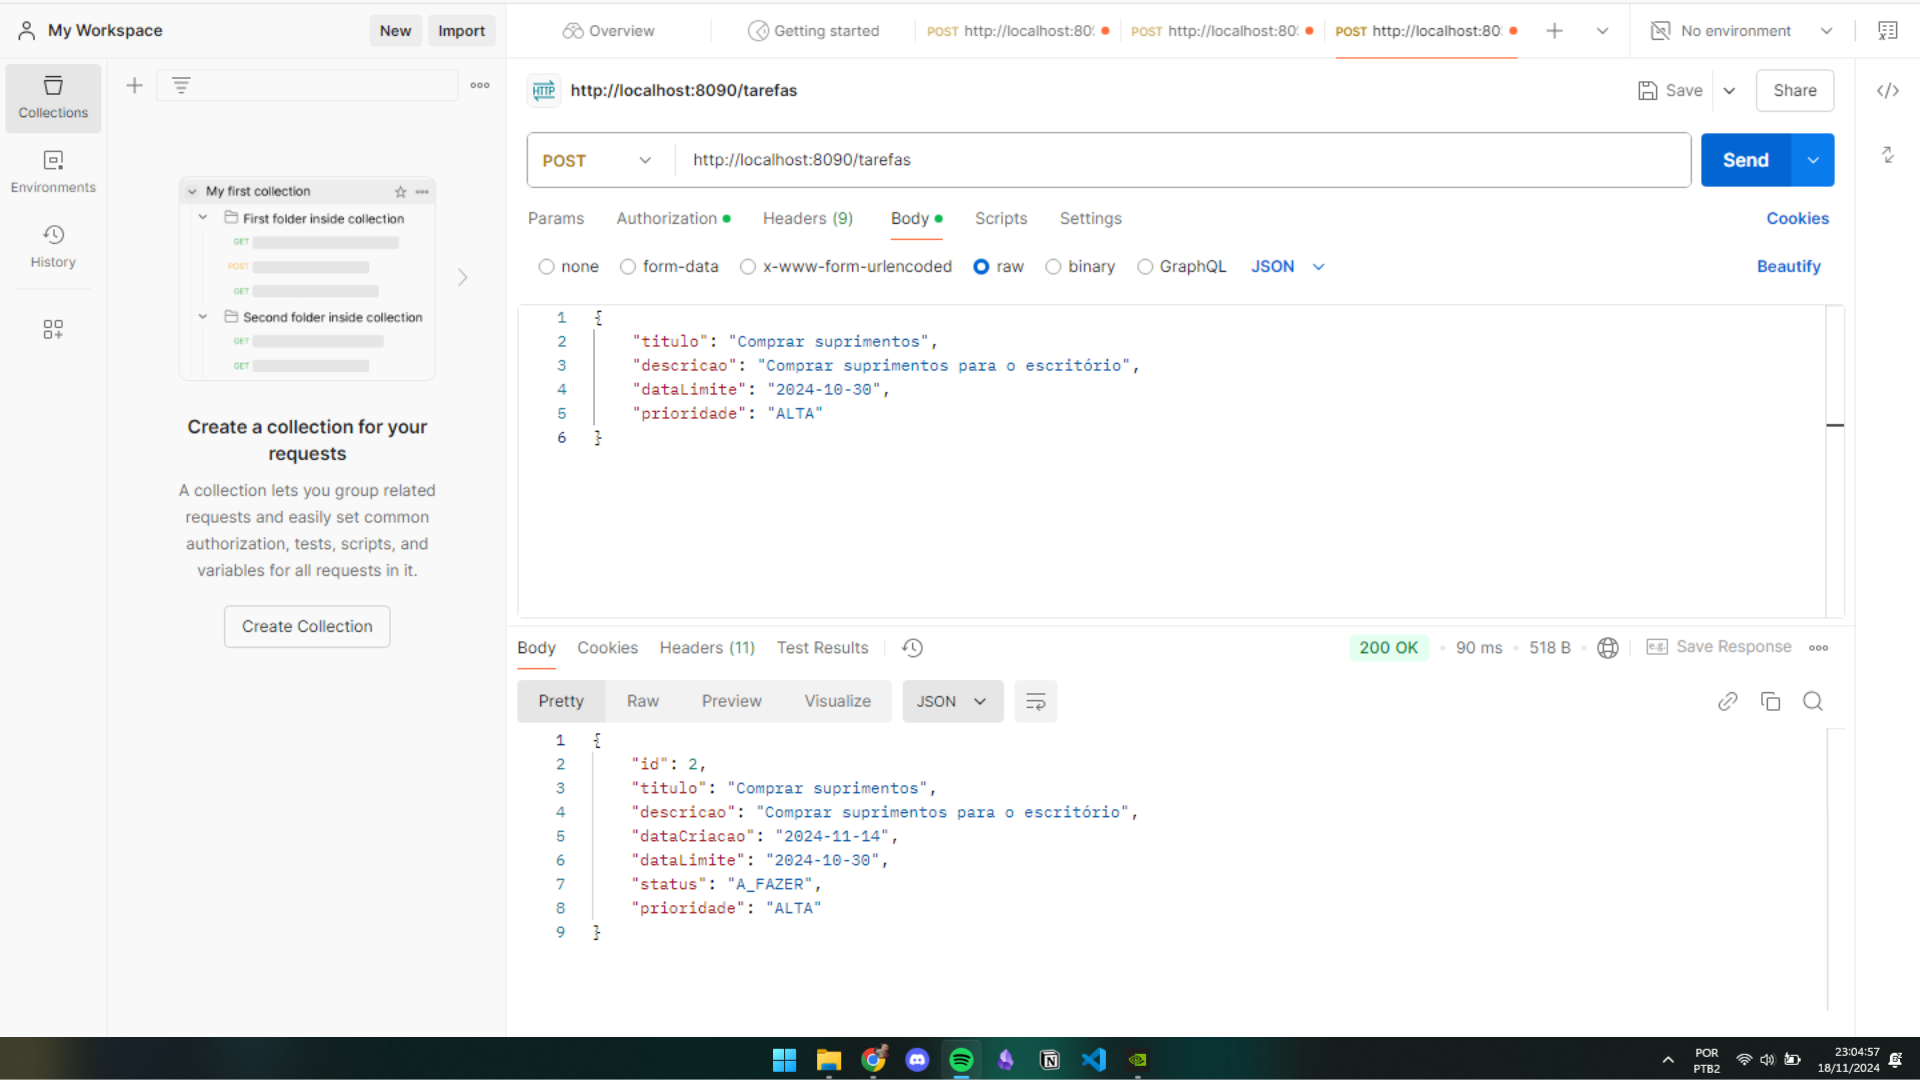 My Workspace
New
Import
Overview
Getting started
POST http://localhost:80
POST http://localhost:80
POST http://localhost:80
No environment
Collections
Environments
History
My first collection
First folder inside collection
GET
POST
GET
Second folder inside collection
GET
GET
Create a collection for your
requests
A collection lets you group related
requests and easily set common
authorization, tests, scripts, and
variables for all requests in it.
Create Collection
HTTP http://localhost:8090/tarefas
Save
Share
POST
http://localhost:8090/tarefas
Send
Params
Authorization
Headers (9)
Body
Scripts
Settings
Cookies
none
form-data
x-www-form-urlencoded
raw
binary
GraphQL
JSON
Beautify
1 {
2 "titulo": "Comprar suprimentos",
3 "descricao": "Comprar suprimentos para o escritório",
4 "dataLimite": "2024-10-30",
5 "prioridade": "ALTA"
6 }
Body
Cookies
Headers (11)
Test Results
200 OK
90 ms
518 B
e.g.
Save Response
Pretty
Raw
Preview
Visualize
JSON
1 {
2 "id": 2,
3 "titulo": "Comprar suprimentos",
4 "descricao": "Comprar suprimentos para o escritório",
5 "dataCriacao": "2024-11-14",
6 "dataLimite": "2024-10-30",
7 "status": "A_FAZER",
8 "prioridade": "ALTA"
9 }
POR
PTB2
23:04:57
18/11/2024